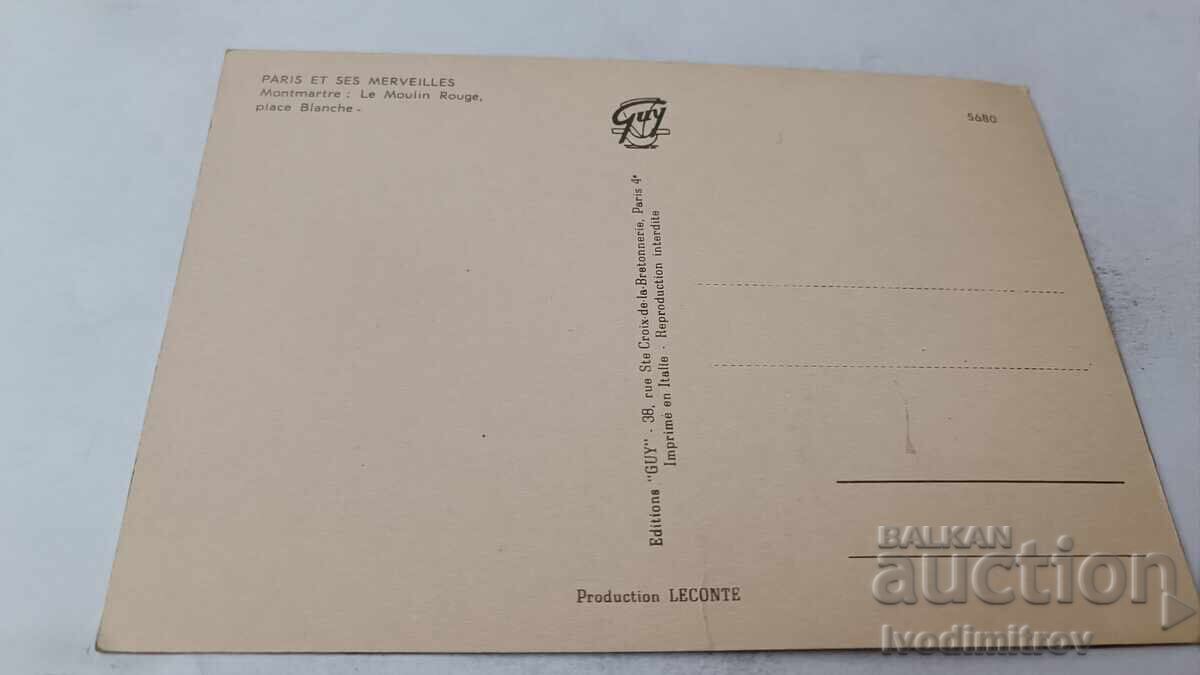 PARIS ET SES MERVEILLES
Montmartre : Le Moulin Rouge,
place Blanche -
Guy
5680
Editions "GUY" - 38, rue Ste Croix-de-la-Bretonnerie, Paris 4e
Imprimé en Italie - Reproduction interdite
Production LECONTE
BALKAN
auction
Ivodimitrov